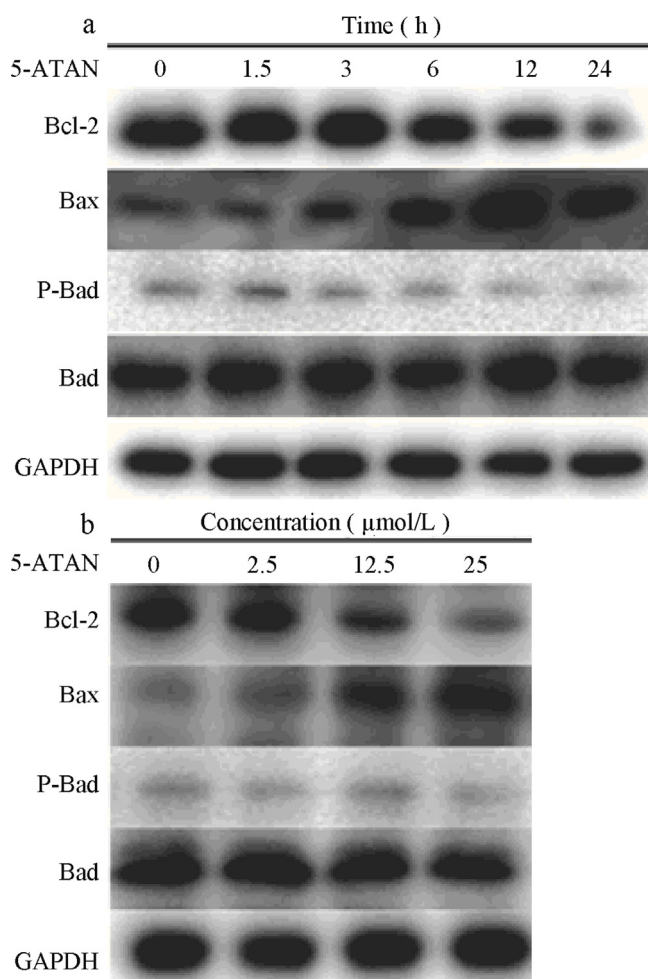 a
Time ( h )
5-ATAN 0 1.5 3 6 12 24
Bcl-2
Bax
P-Bad
Bad
GAPDH
b
Concentration ( μmol/L )
5-ATAN 0 2.5 12.5 25
Bcl-2
Bax
P-Bad
Bad
GAPDH